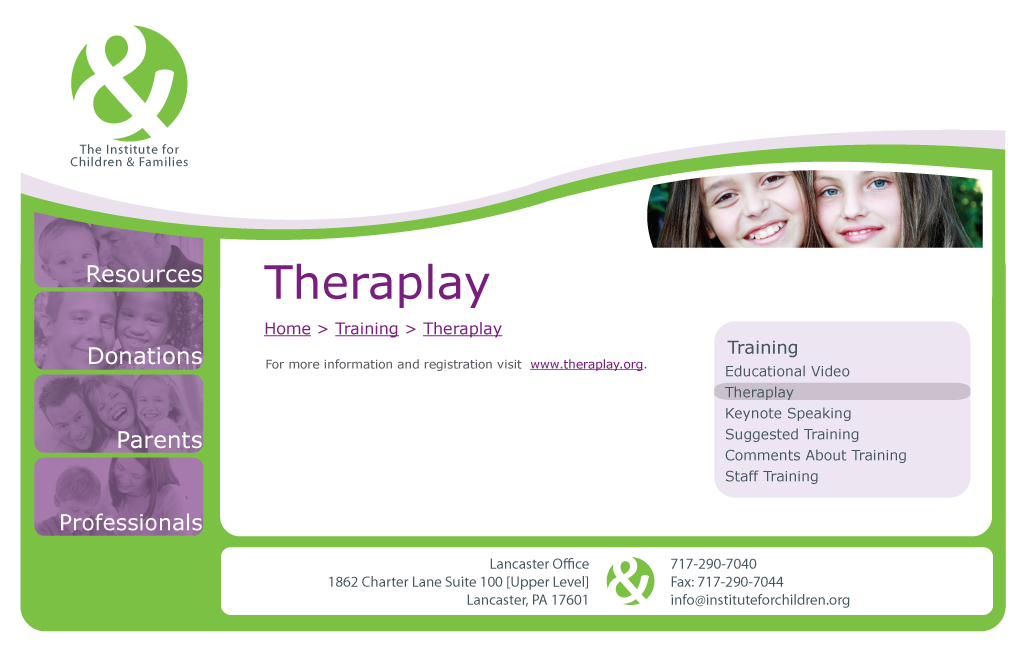 &
The Institute for
Children & Families
Resources
Donations
Parents
Professionals
Theraplay
Home > Training > Theraplay
For more information and registration visit www.theraplay.org.
Training
Educational Video
Theraplay
Keynote Speaking
Suggested Training
Comments About Training
Staff Training
Lancaster Office
1862 Charter Lane Suite 100 [Upper Level]
Lancaster, PA 17601
&
717-290-7040
Fax: 717-290-7044
info@instituteforchildren.org